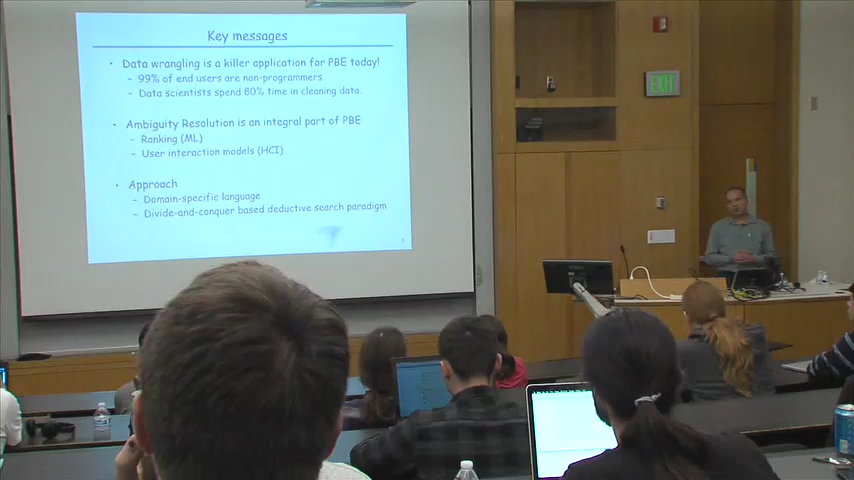 Key messages
• Data wrangling is a killer application for PBE today!
– 99% of end users are non-programmers.
– Data scientists spend 80% time in cleaning data.
• Ambiguity Resolution is an integral part of PBE
– Ranking (ML)
– User interaction models (HCI)
• Approach
– Domain-specific language
– Divide-and-conquer based deductive search paradigm
EXIT